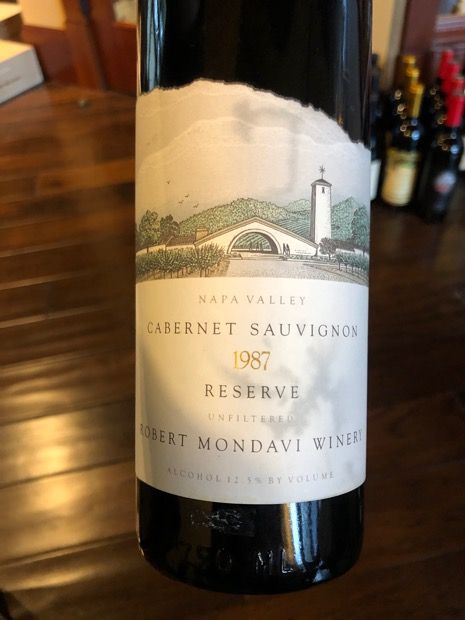 NAPA VALLEY
CABERNET SAUVIGNON
1987
RESERVE
UNFILTERED
ROBERT MONDAVI WINERY
ALCOHOL 12.5% BY VOLUME
750 ML